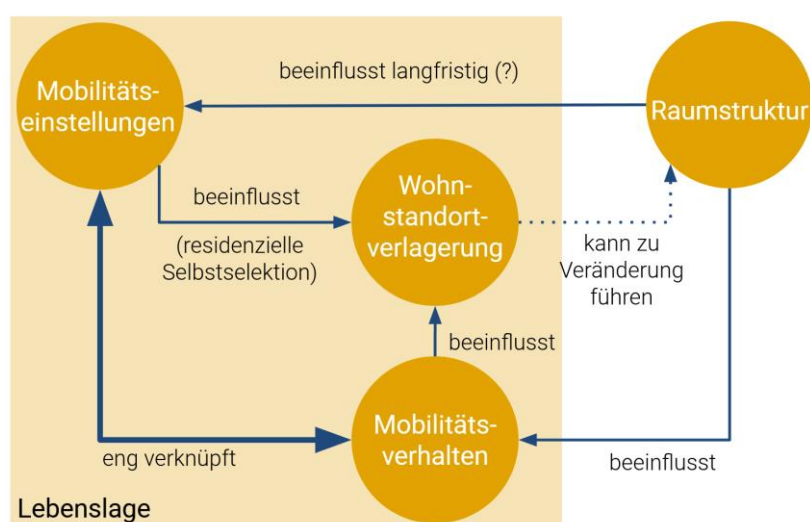 beeinflusst langfristig (?)
Mobilitäts-
einstellungen
Raumstruktur
beeinflusst
(residenzielle
Selbstselektion)
Wohn-
standort-
verlagerung
kann zu
Veränderung
führen
beeinflusst
Mobilitäts-
verhalten
eng verknüpft
beeinflusst
Lebenslage